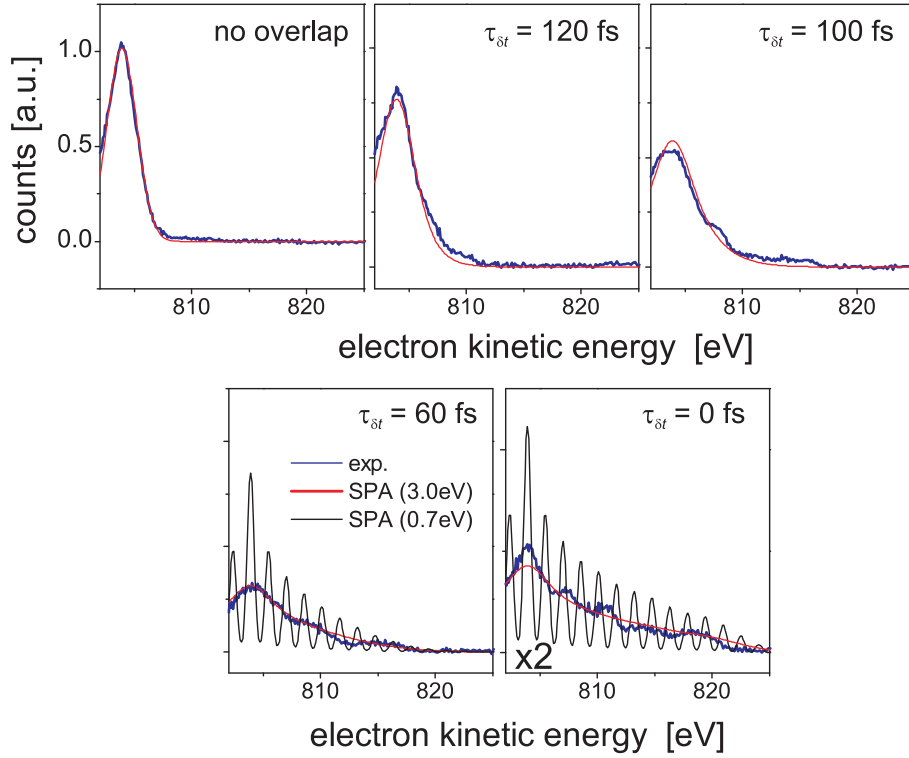 no overlap
τδt = 120 fs
τδt = 100 fs
counts [a.u.]
1.0
0.5
0.0
810
820
810
820
810
820
electron kinetic energy [eV]
τδt = 60 fs
τδt = 0 fs
exp.
SPA (3.0eV)
SPA (0.7eV)
x2
810
820
810
820
electron kinetic energy [eV]